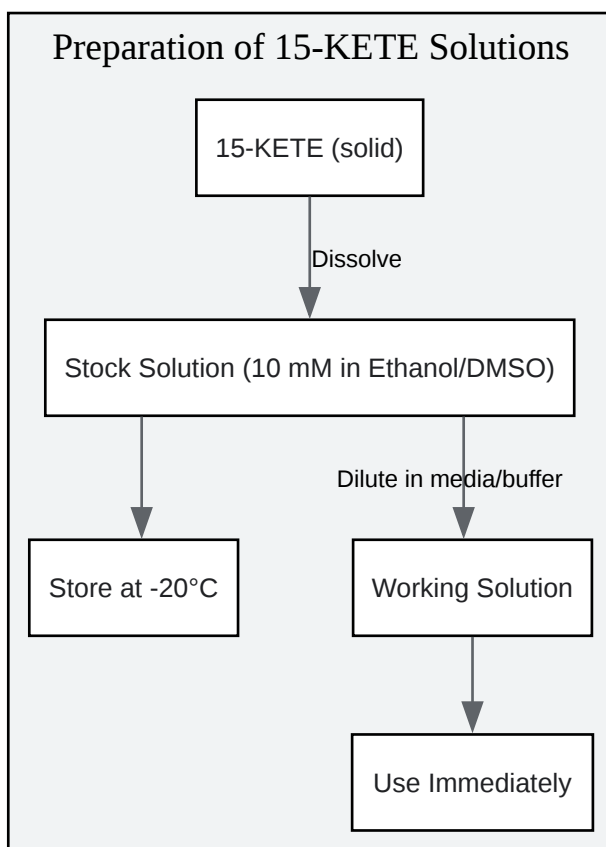 Preparation of 15-KETE Solutions
15-KETE (solid)
Dissolve
Stock Solution (10 mM in Ethanol/DMSO)
Dilute in media/buffer
Store at -20°C
Working Solution
Use Immediately